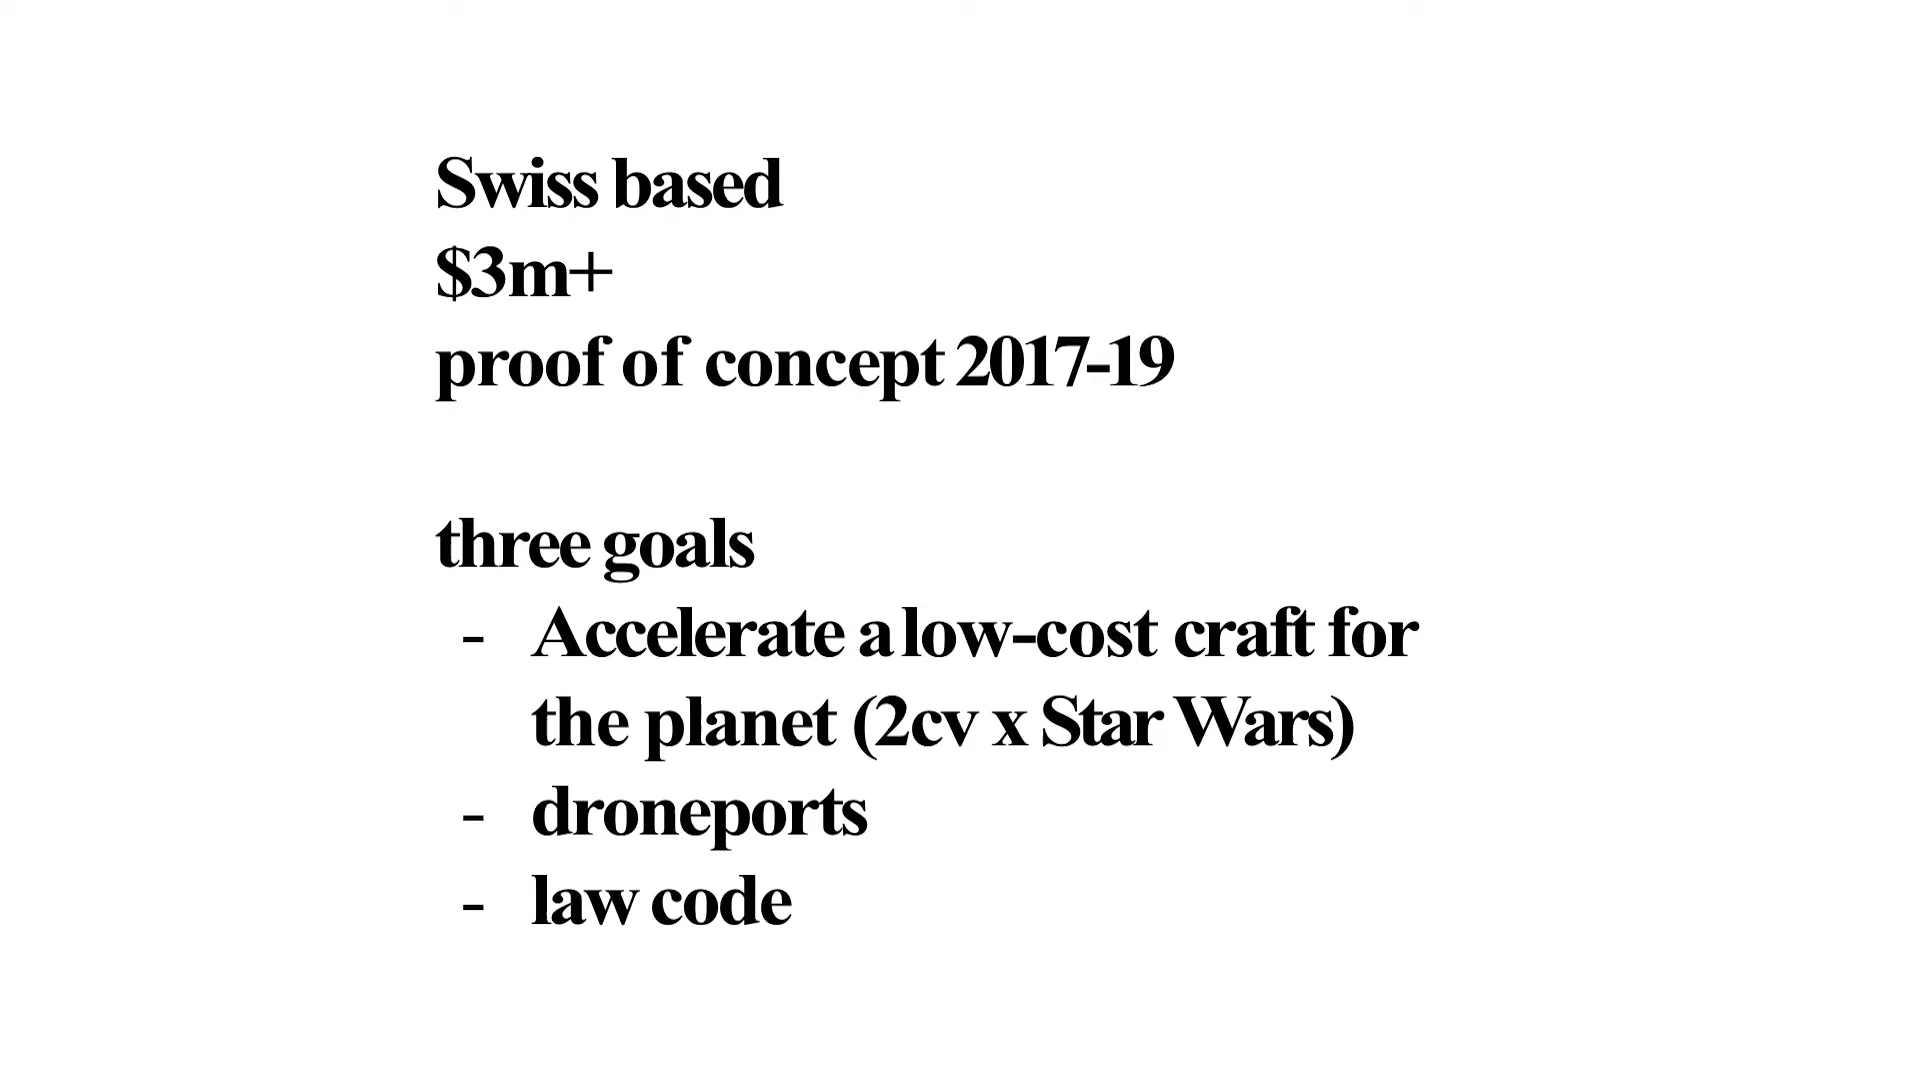 Swiss based
$3m+
proof of concept 2017-19
three goals
- Accelerate a low-cost craft for
the planet (2cv x Star Wars)
- droneports
- law code